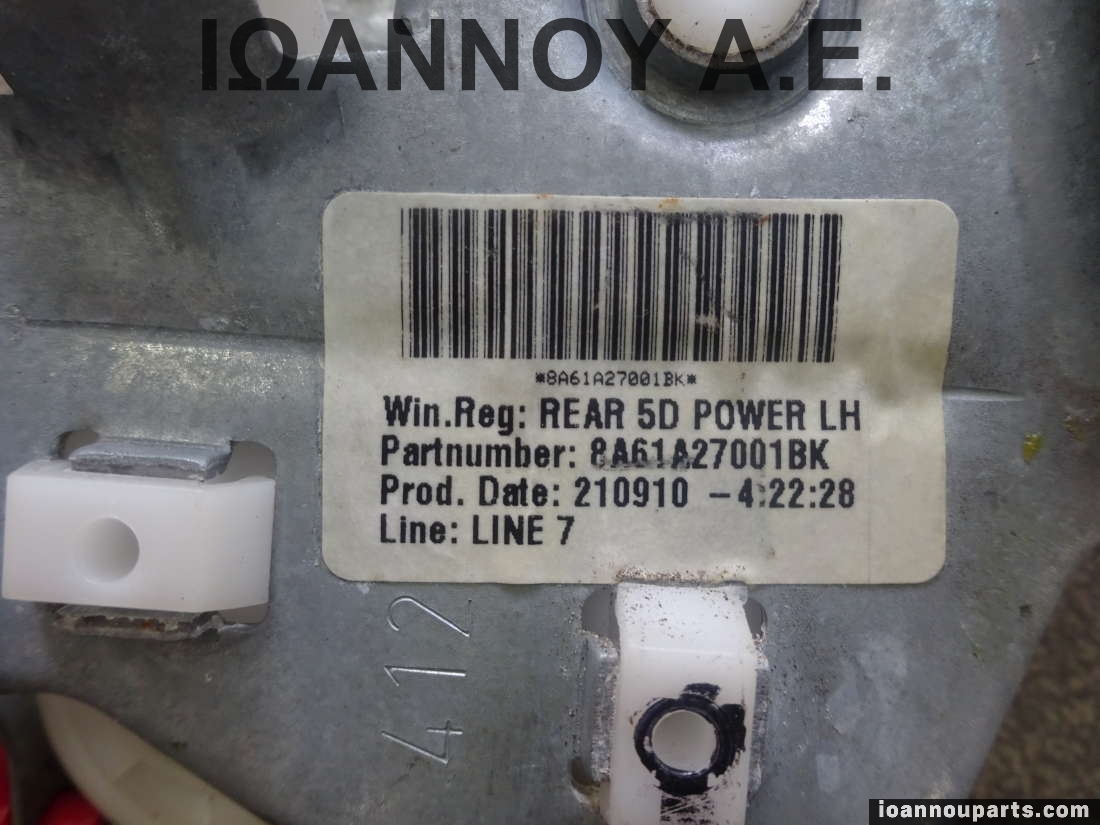 ΙΩΑΝΝΟΥ Α.Ε.
*8A61A27001BK*
Win.Reg: REAR 5D POWER LH
Partnumber: 8A61A27001BK
Prod. Date: 210910 -4:22:28
Line: LINE 7
412
ioannouparts.com